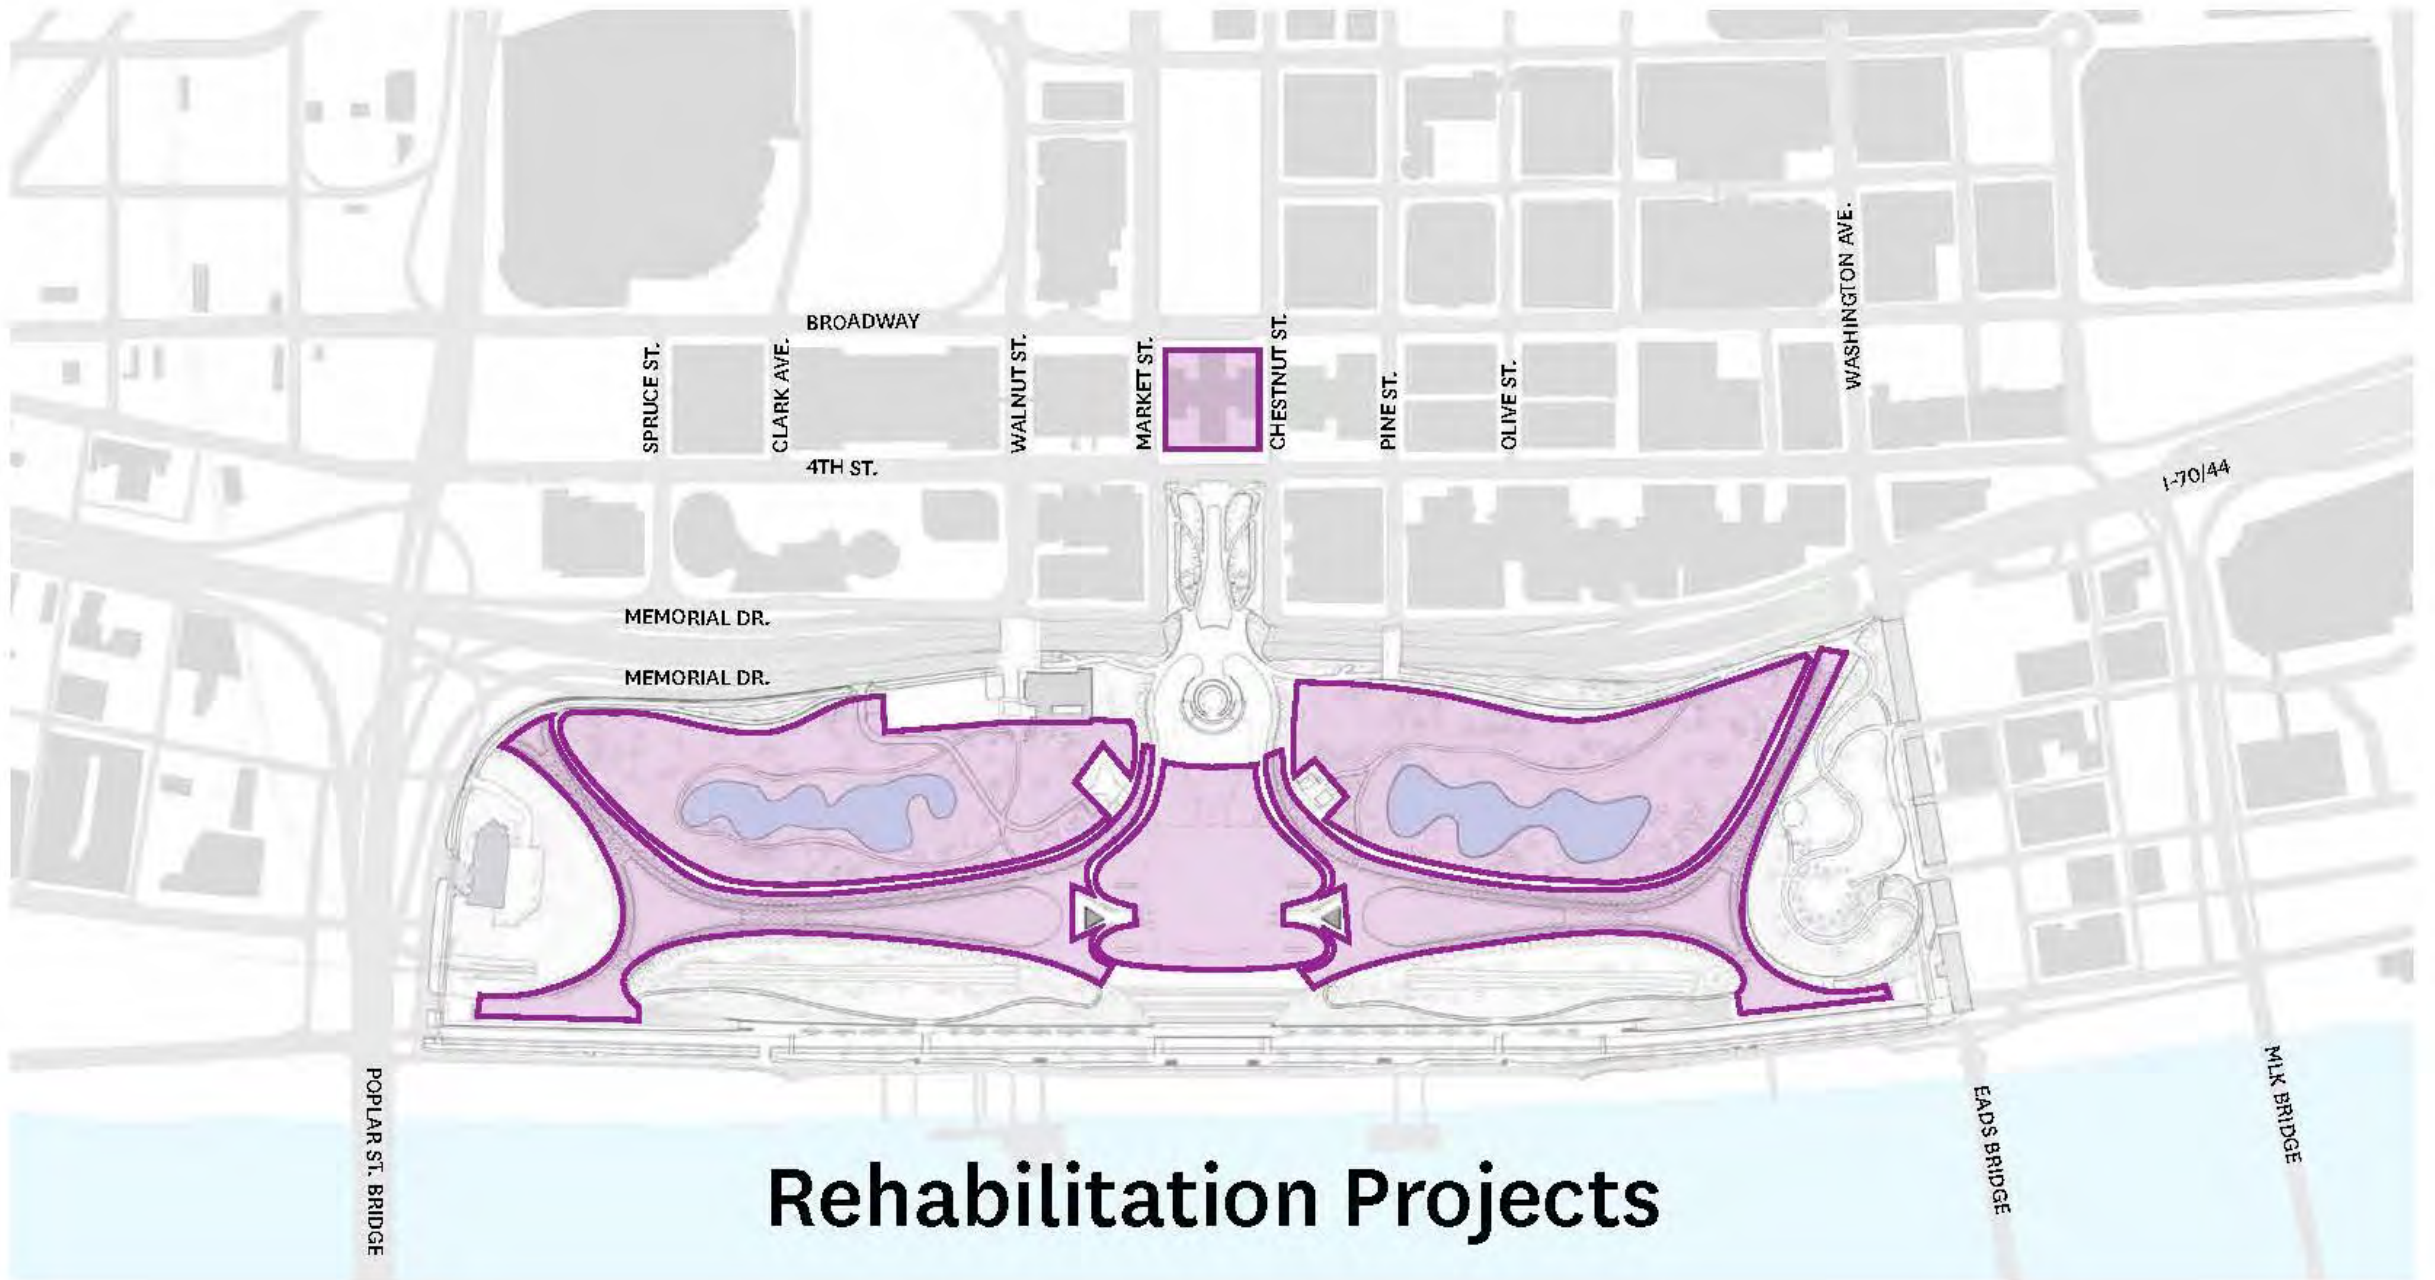 WASHINGTON AVE.
BROADWAY
SPRUCE ST.
CLARK AVE.
WALNUT ST.
MARKET ST.
CHESTNUT ST.
PINE ST.
OLIVE ST.
4TH ST.
I-70/44
MEMORIAL DR.
MEMORIAL DR.
POPLAR ST. BRIDGE
EADS BRIDGE
MLK BRIDGE
Rehabilitation Projects